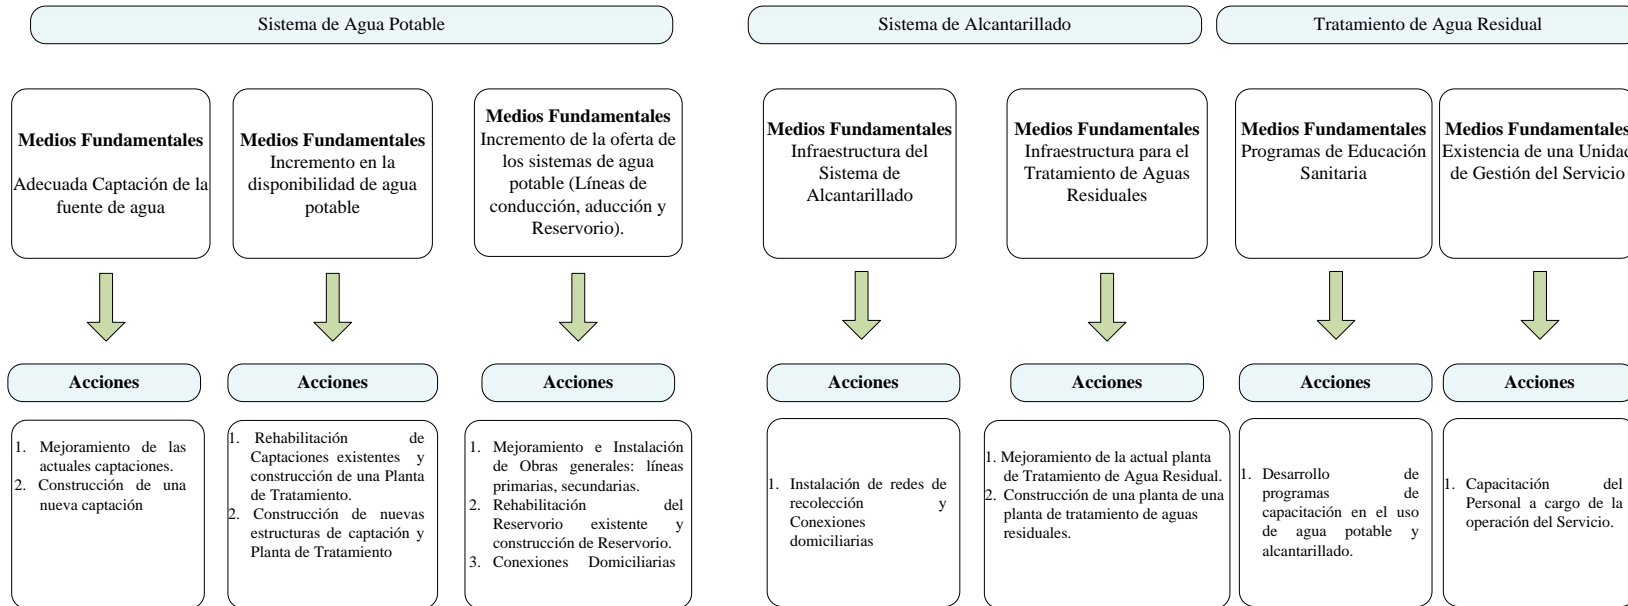 Sistema de Agua Potable
Sistema de Alcantarillado
Tratamiento de Agua Residual
Medios Fundamentales
Adecuada Captación de la
fuente de agua
Medios Fundamentales
Incremento en la
disponibilidad de agua
potable
Medios Fundamentales
Incremento de la oferta de
los sistemas de agua
potable (Líneas de
conducción, aducción y
Reservorio).
Medios Fundamentales
Infraestructura del
Sistema de
Alcantarillado
Medios Fundamentales
Infraestructura para el
Tratamiento de Aguas
Residuales
Medios Fundamentales
Programas de Educación
Sanitaria
Medios Fundamentales
Existencia de una Unidad
de Gestión del Servicio
Acciones
Acciones
Acciones
Acciones
Acciones
Acciones
Acciones
1. Mejoramiento de las
actuales captaciones.
2. Construcción de una
nueva captación
1. Rehabilitación de
Captaciones existentes y
construcción de una Planta
de Tratamiento.
2. Construcción de nuevas
estructuras de captación y
Planta de Tratamiento
1. Mejoramiento e Instalación
de Obras generales: líneas
primarias, secundarias.
2. Rehabilitación del
Reservorio existente y
construcción de Reservorio.
3. Conexiones Domiciliarias
1. Instalación de redes de
recolección y
Conexiones
domiciliarias
1. Mejoramiento de la actual planta
de Tratamiento de Agua Residual.
2. Construcción de una planta de una
planta de tratamiento de aguas
residuales.
1. Desarrollo de
programas de
capacitación en el uso
de agua potable y
alcantarillado.
1. Capacitación del
Personal a cargo de la
operación del Servicio.